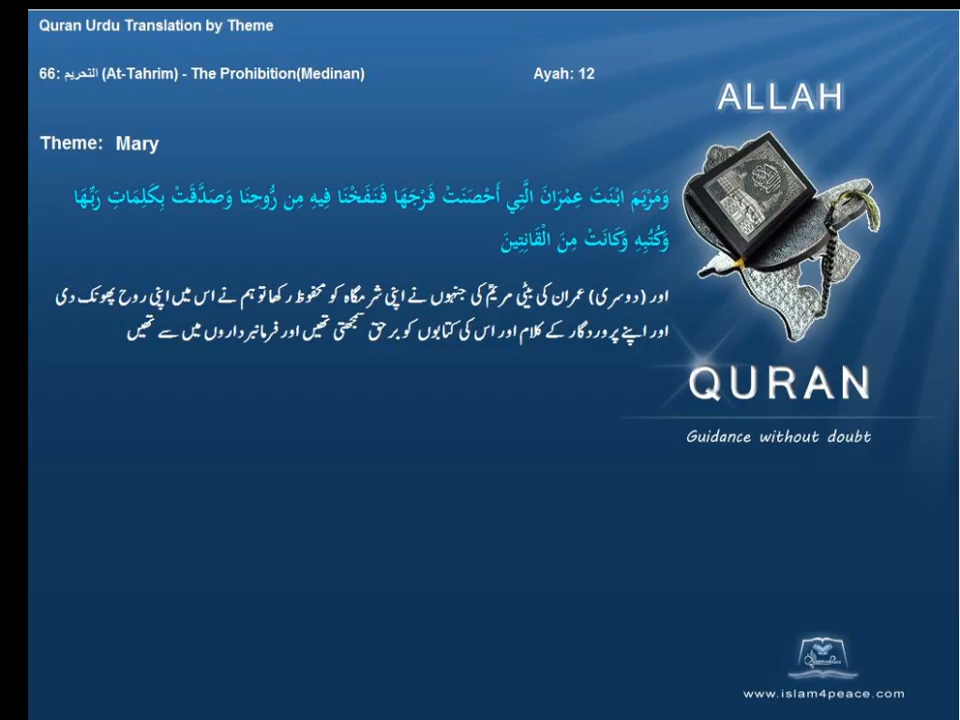 Quran Urdu Translation by Theme
66: التحريم (At-Tahrim) - The Prohibition(Medinan) Ayah: 12
Theme: Mary
وَمَرْيَمَ ابْنَتَ عِمْرَانَ الَّتِي أَحْصَنَتْ فَرْجَهَا فَنَفَخْنَا فِيهِ مِن رُّوحِنَا وَصَدَّقَتْ بِكَلِمَاتِ رَبِّهَا
وَكُتُبِهِ وَكَانَتْ مِنَ الْقَانِتِينَ
اور (دوسری) عمران کی بیٹی مریمؑ کی جنہوں نے اپنی شرمگاہ کو محفوظ رکھا تو ہم نے اس میں اپنی روح پھونک دی
اور اپنے پروردگار کے کلام اور اس کی کتابوں کو برحق سمجھتی تھیں اور فرمانبرداروں میں سے تھیں
ALLAH
QURAN
Guidance without doubt
www.islam4peace.com